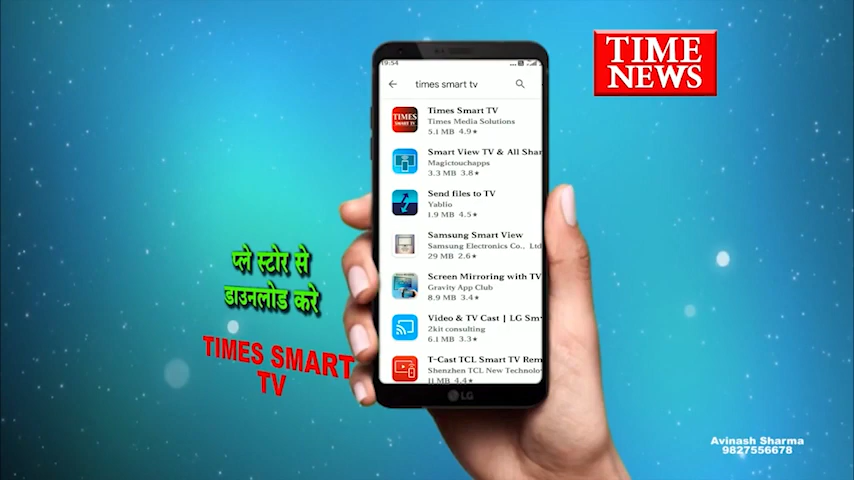 TIME
NEWS
19:54
times smart tv
Times Smart TV
Times Media Solutions
5.1 MB 4.9★
Smart View TV & All Shar
Magictouchapps
3.3 MB 3.8★
Send files to TV
Yablio
1.9 MB 4.5★
Samsung Smart View
Samsung Electronics Co., Ltd
29 MB 2.6★
Screen Mirroring with TV
Gravity App Club
8.9 MB 3.4★
Video & TV Cast | LG Sm
2kit consulting
6.1 MB 3.3★
T-Cast TCL Smart TV Rem
Shenzhen TCL New Technolo
11 MB 4.4★
LG
TIMES
SMART TV
प्ले स्टोर से
डाउनलोड करे
TIMES SMART
TV
Avinash Sharma
9827556678